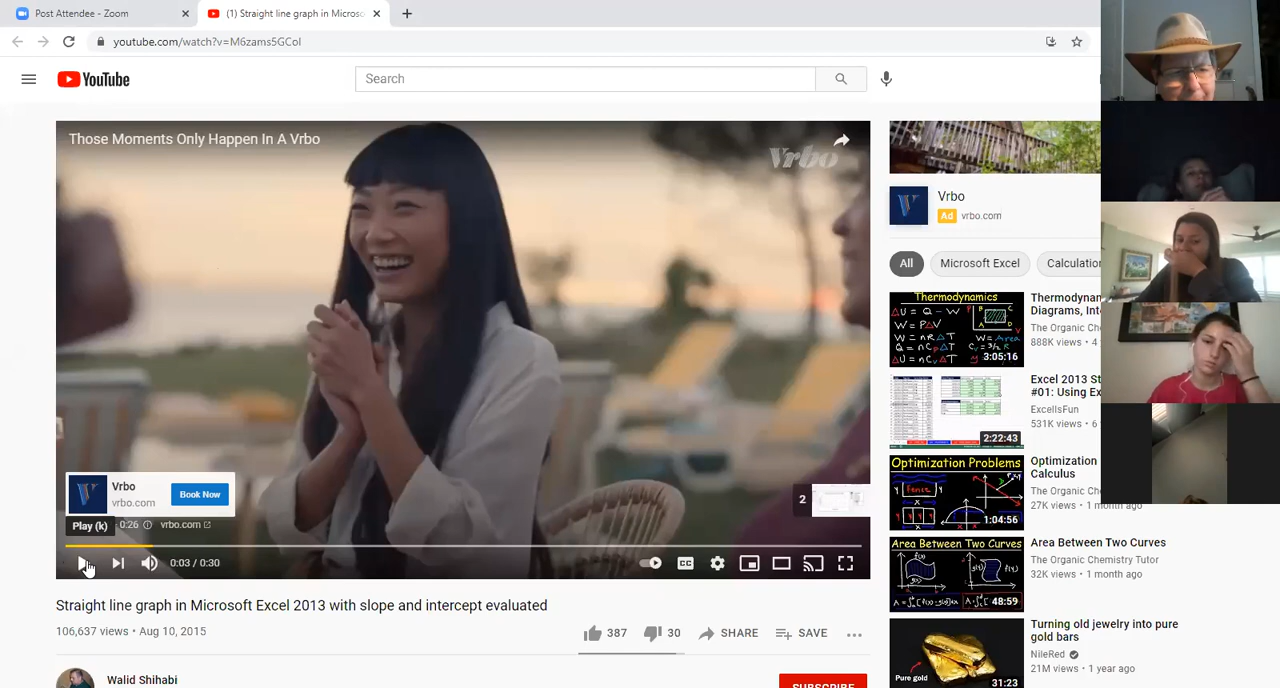 Post Attendee - Zoom
(1) Straight line graph in Microso
youtube.com/watch?v=M6zams5GCoI
YouTube
Search
Those Moments Only Happen In A Vrbo
Vrbo
Vrbo
Ad vrbo.com
All
Microsoft Excel
Calculation
Vrbo
vrbo.com
Book Now
Play (k)
0:26
vrbo.com
2
0:03 / 0:30
CC
Straight line graph in Microsoft Excel 2013 with slope and intercept evaluated
106,637 views • Aug 10, 2015
387
30
SHARE
SAVE
Walid Shihabi
SUBSCRIBE
Thermodynamics
3:05:16
Thermodynan
Diagrams, Int
The Organic Che
888K views • 4
2:22:43
Excel 2013 St
#01: Using Ex
ExcelIsFun
531K views • 6
Optimization Problems
1:04:56
Optimization
Calculus
The Organic Che
27K views • 1 month ago
Area Between Two Curves
48:59
Area Between Two Curves
The Organic Chemistry Tutor
32K views • 1 month ago
Pure gold
31:23
Turning old jewelry into pure
gold bars
NileRed
21M views • 1 year ago